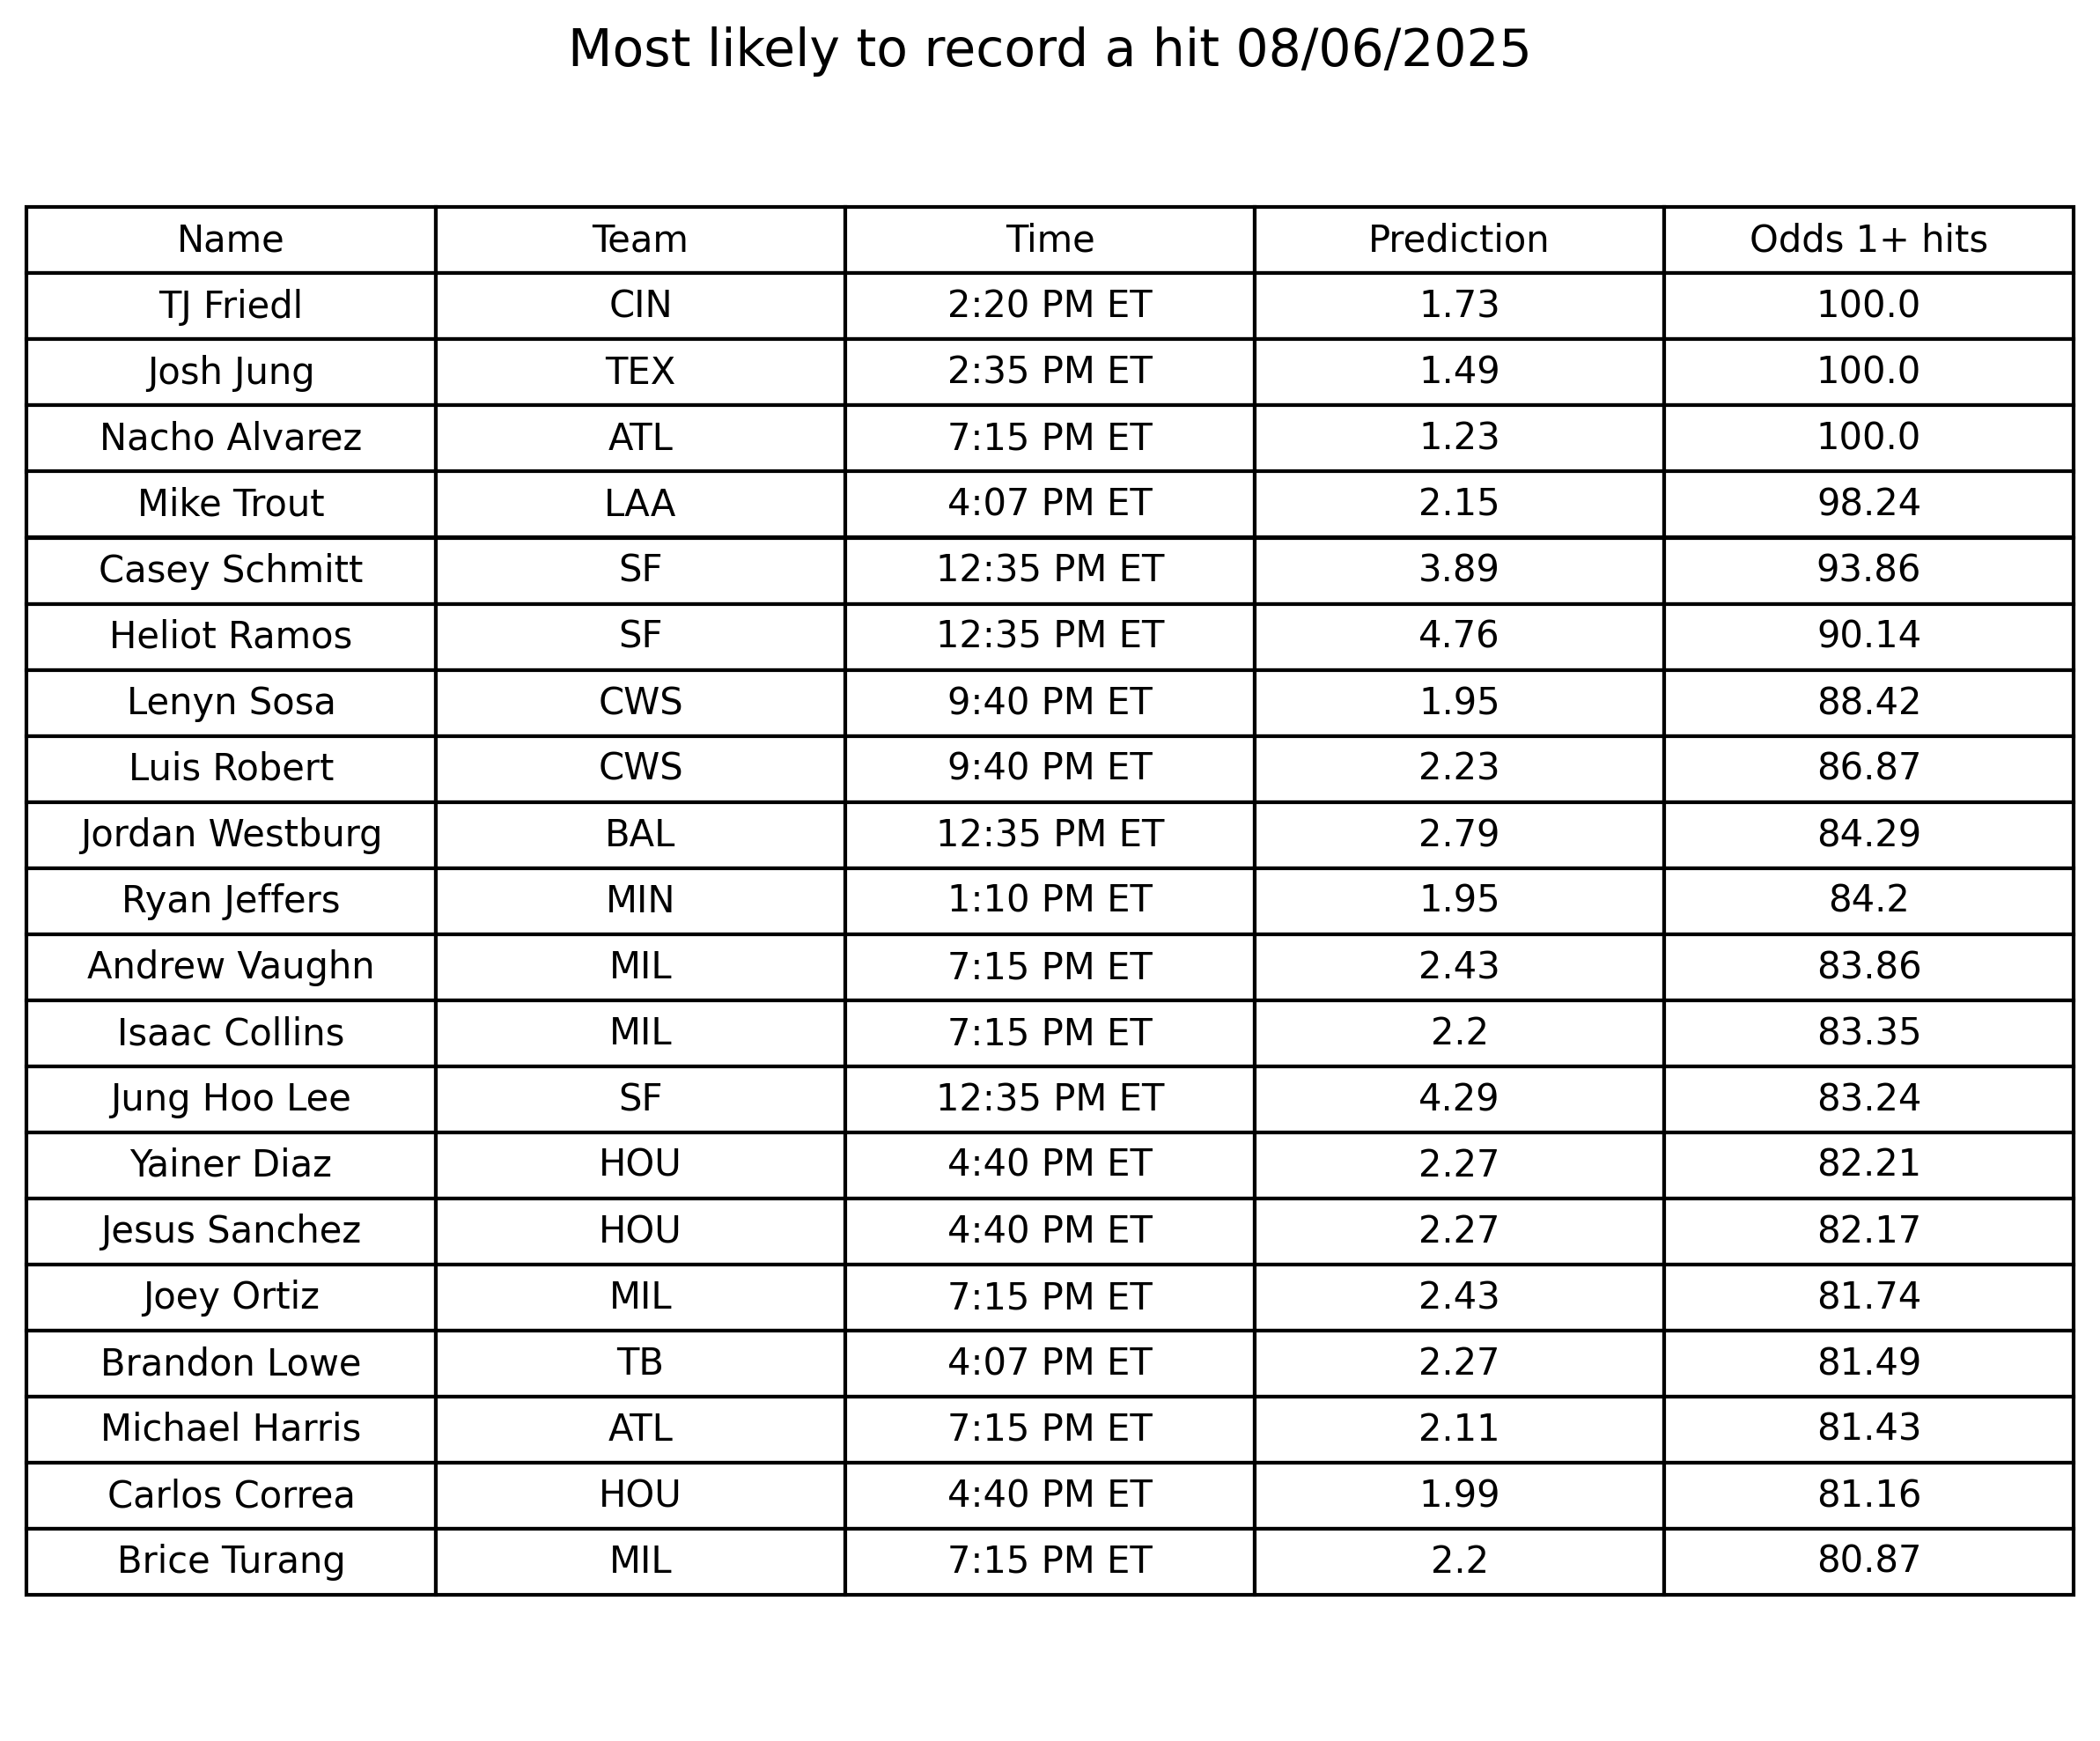 Most likely to record a hit 08/06/2025
Name Team Time Prediction Odds 1+ hits
TJ Friedl CIN 2:20 PM ET 1.73 100.0
Josh Jung TEX 2:35 PM ET 1.49 100.0
Nacho Alvarez ATL 7:15 PM ET 1.23 100.0
Mike Trout LAA 4:07 PM ET 2.15 98.24
Casey Schmitt SF 12:35 PM ET 3.89 93.86
Heliot Ramos SF 12:35 PM ET 4.76 90.14
Lenyn Sosa CWS 9:40 PM ET 1.95 88.42
Luis Robert CWS 9:40 PM ET 2.23 86.87
Jordan Westburg BAL 12:35 PM ET 2.79 84.29
Ryan Jeffers MIN 1:10 PM ET 1.95 84.2
Andrew Vaughn MIL 7:15 PM ET 2.43 83.86
Isaac Collins MIL 7:15 PM ET 2.2 83.35
Jung Hoo Lee SF 12:35 PM ET 4.29 83.24
Yainer Diaz HOU 4:40 PM ET 2.27 82.21
Jesus Sanchez HOU 4:40 PM ET 2.27 82.17
Joey Ortiz MIL 7:15 PM ET 2.43 81.74
Brandon Lowe TB 4:07 PM ET 2.27 81.49
Michael Harris ATL 7:15 PM ET 2.11 81.43
Carlos Correa HOU 4:40 PM ET 1.99 81.16
Brice Turang MIL 7:15 PM ET 2.2 80.87